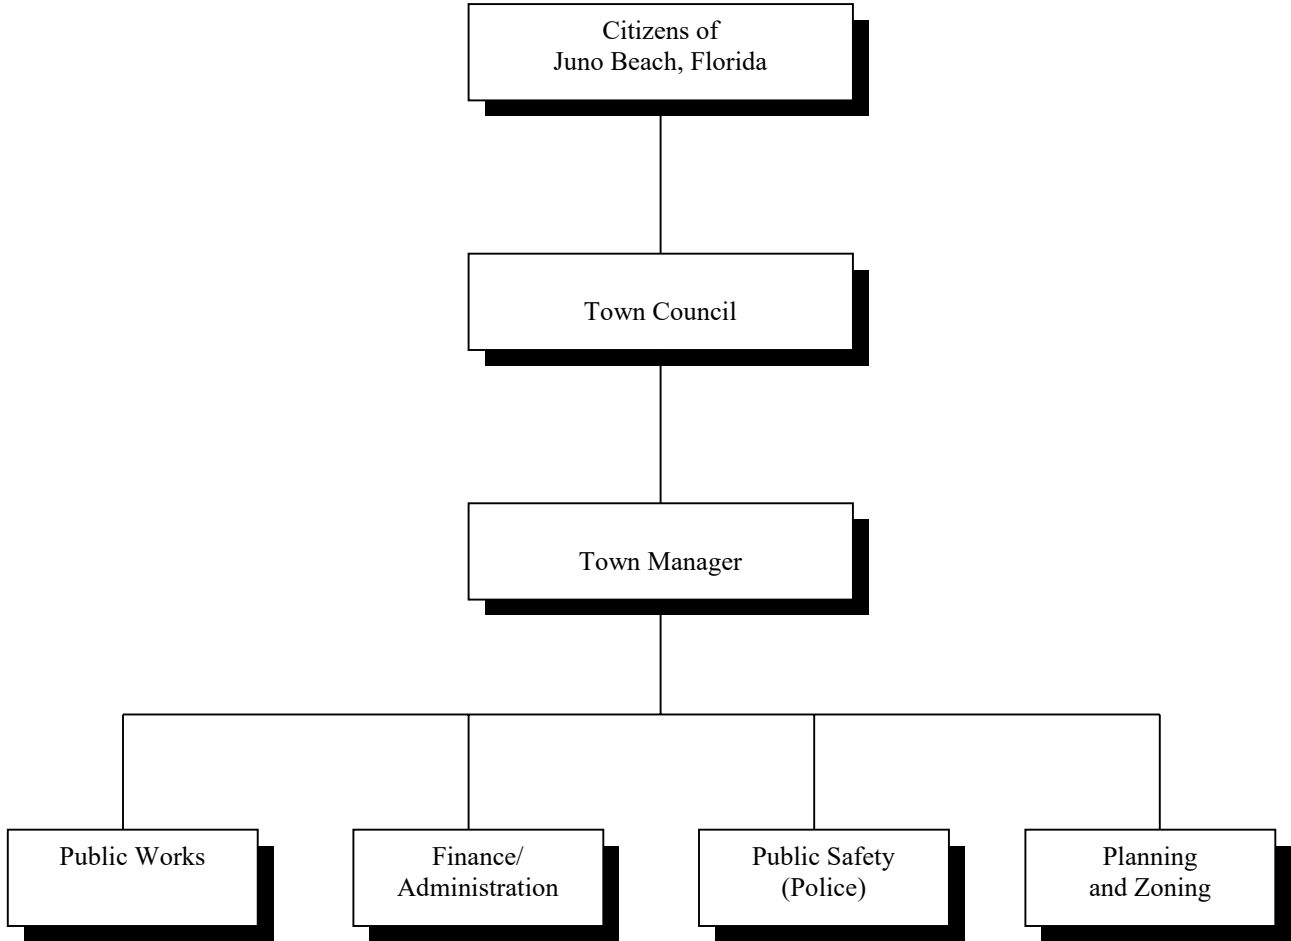 Citizens of
Juno Beach, Florida
Town Council
Town Manager
Public Works
Finance/
Administration
Public Safety
(Police)
Planning
and Zoning